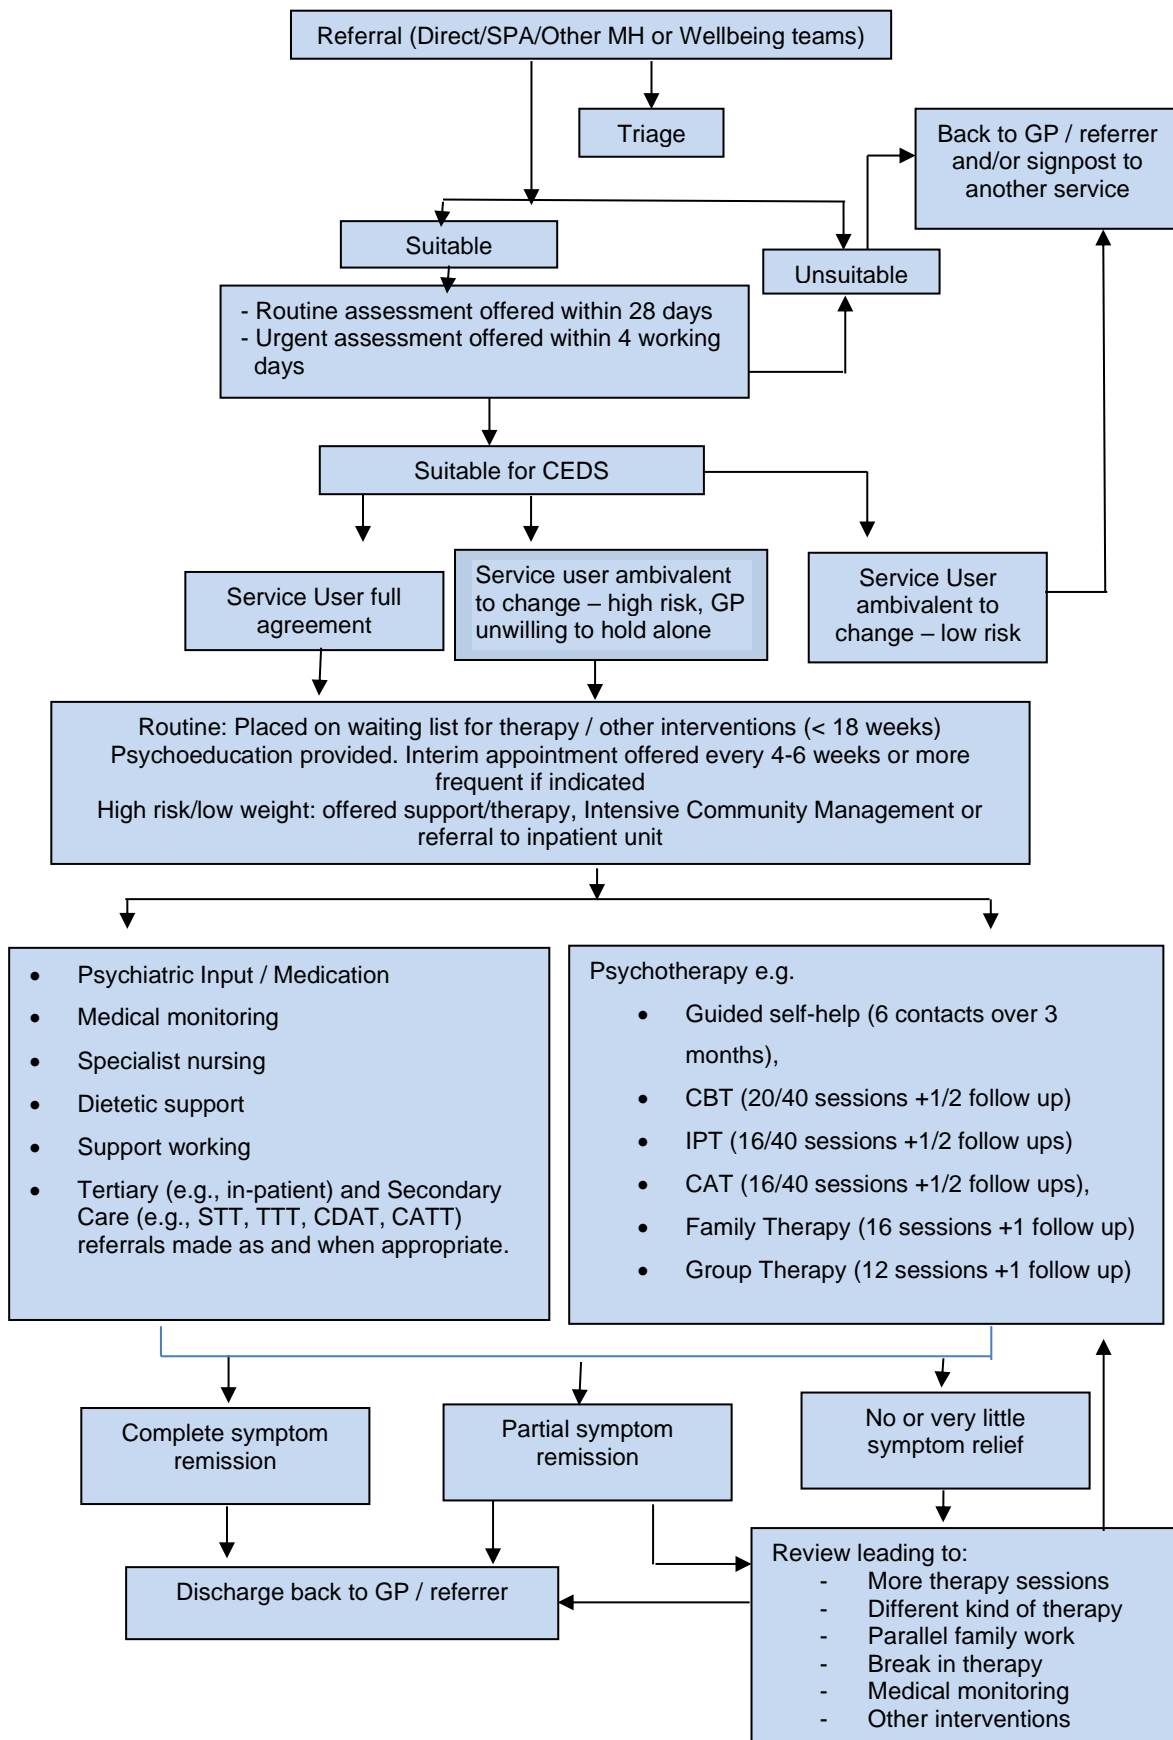 Referral (Direct/SPA/Other MH or Wellbeing teams)
Triage
Back to GP / referrer
and/or signpost to
another service
Suitable
Unsuitable
- Routine assessment offered within 28 days
- Urgent assessment offered within 4 working
days
Suitable for CEDS
Service User full
agreement
Service user ambivalent
to change – high risk, GP
unwilling to hold alone
Service User
ambivalent to
change – low risk
Routine: Placed on waiting list for therapy / other interventions (< 18 weeks)
Psychoeducation provided. Interim appointment offered every 4-6 weeks or more
frequent if indicated
High risk/low weight: offered support/therapy, Intensive Community Management or
referral to inpatient unit
• Psychiatric Input / Medication
• Medical monitoring
• Specialist nursing
• Dietetic support
• Support working
• Tertiary (e.g., in-patient) and Secondary
Care (e.g., STT, TTT, CDAT, CATT)
referrals made as and when appropriate.
Psychotherapy e.g.
• Guided self-help (6 contacts over 3
months),
• CBT (20/40 sessions +1/2 follow up)
• IPT (16/40 sessions +1/2 follow ups)
• CAT (16/40 sessions +1/2 follow ups),
• Family Therapy (16 sessions +1 follow up)
• Group Therapy (12 sessions +1 follow up)
Complete symptom
remission
Partial symptom
remission
No or very little
symptom relief
Discharge back to GP / referrer
Review leading to:
- More therapy sessions
- Different kind of therapy
- Parallel family work
- Break in therapy
- Medical monitoring
- Other interventions